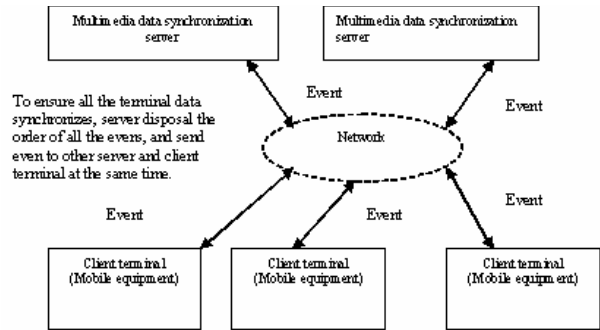 Multimedia data synchronization
server
Multimedia data synchronization
server
Event
Event
To ensure all the terminal data
synchronizes, server disposal the
order of all the evens, and send
even to other server and client
terminal at the same time.
Network
Event
Event
Event
Client terminal
(Mobile equipment)
Client terminal
(Mobile equipment)
Client terminal
(Mobile equipment)